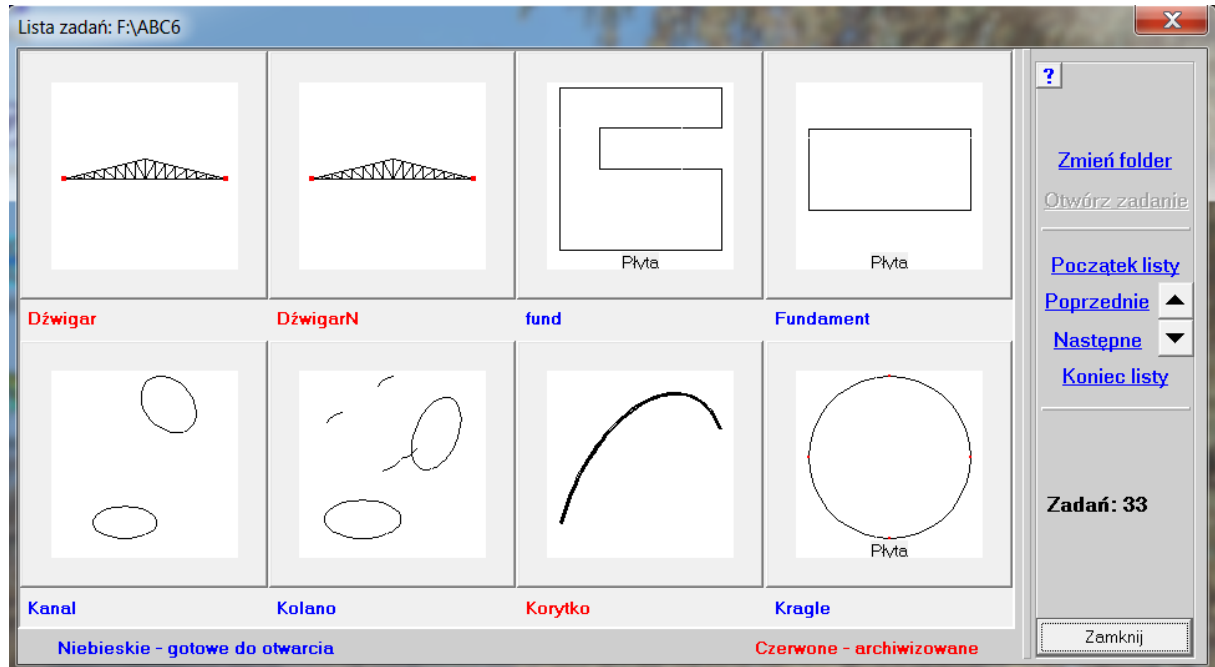 Lista zadań: F:\ABC6
Płyta
Płyta
Dźwigar
DźwigarN
fund
Fundament
Płyta
Kanal
Kolano
Korytko
Kragle
Niebieskie - gotowe do otwarcia
Czerwone - archiwizowane
?
Zmień folder
Otwórz zadanie
Początek listy
Poprzednie
Następne
Koniec listy
Zadań: 33
Zamknij